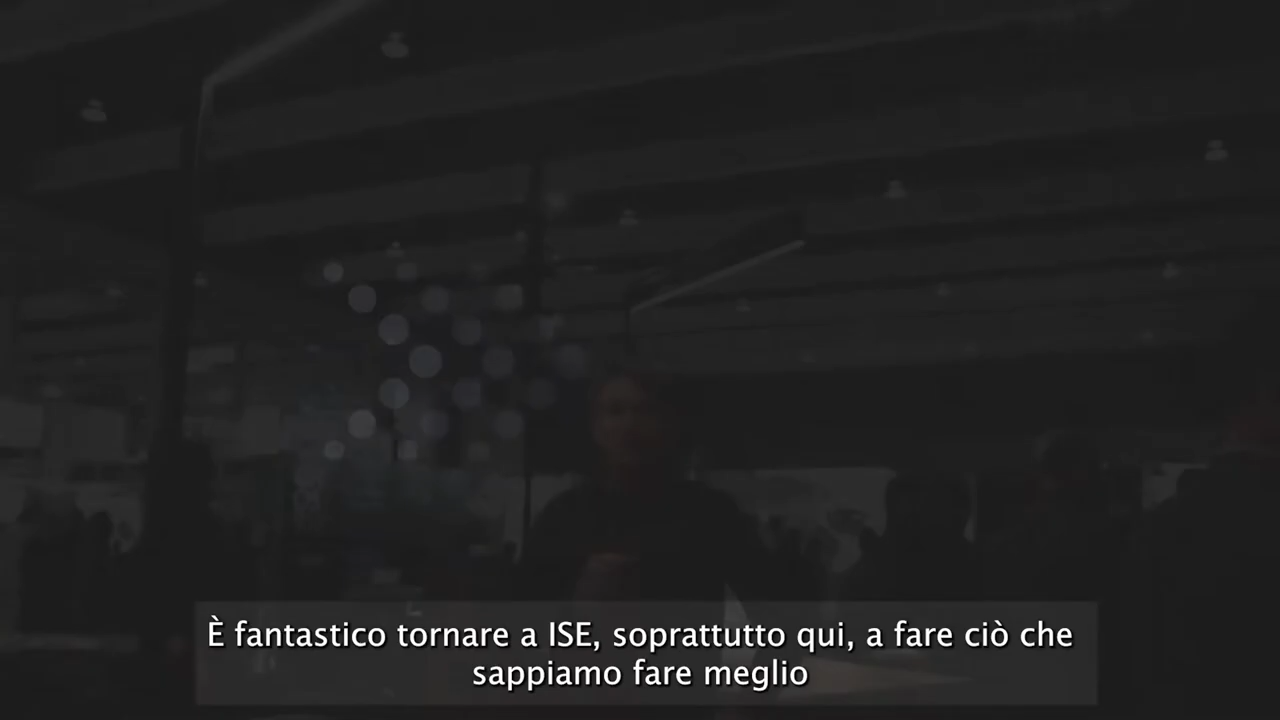 È fantastico tornare a ISE, soprattutto qui, a fare ciò che
sappiamo fare meglio